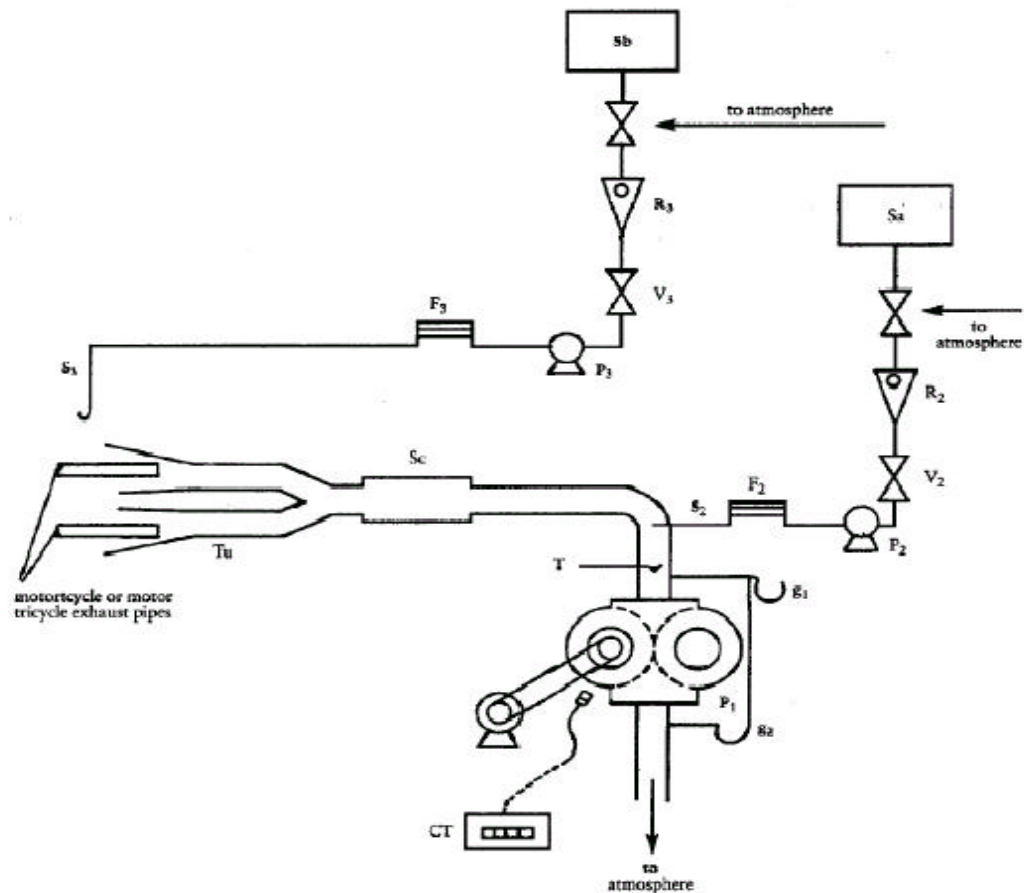 Sb
to atmosphere
R3
Sa
V3
F3
to
atmosphere
P3
S3
R2
Sc
V2
F2
S2
P2
Tu
T
motortcycle or motor
tricycle exhaust pipes
g1
P1
g2
CT
to
atmosphere